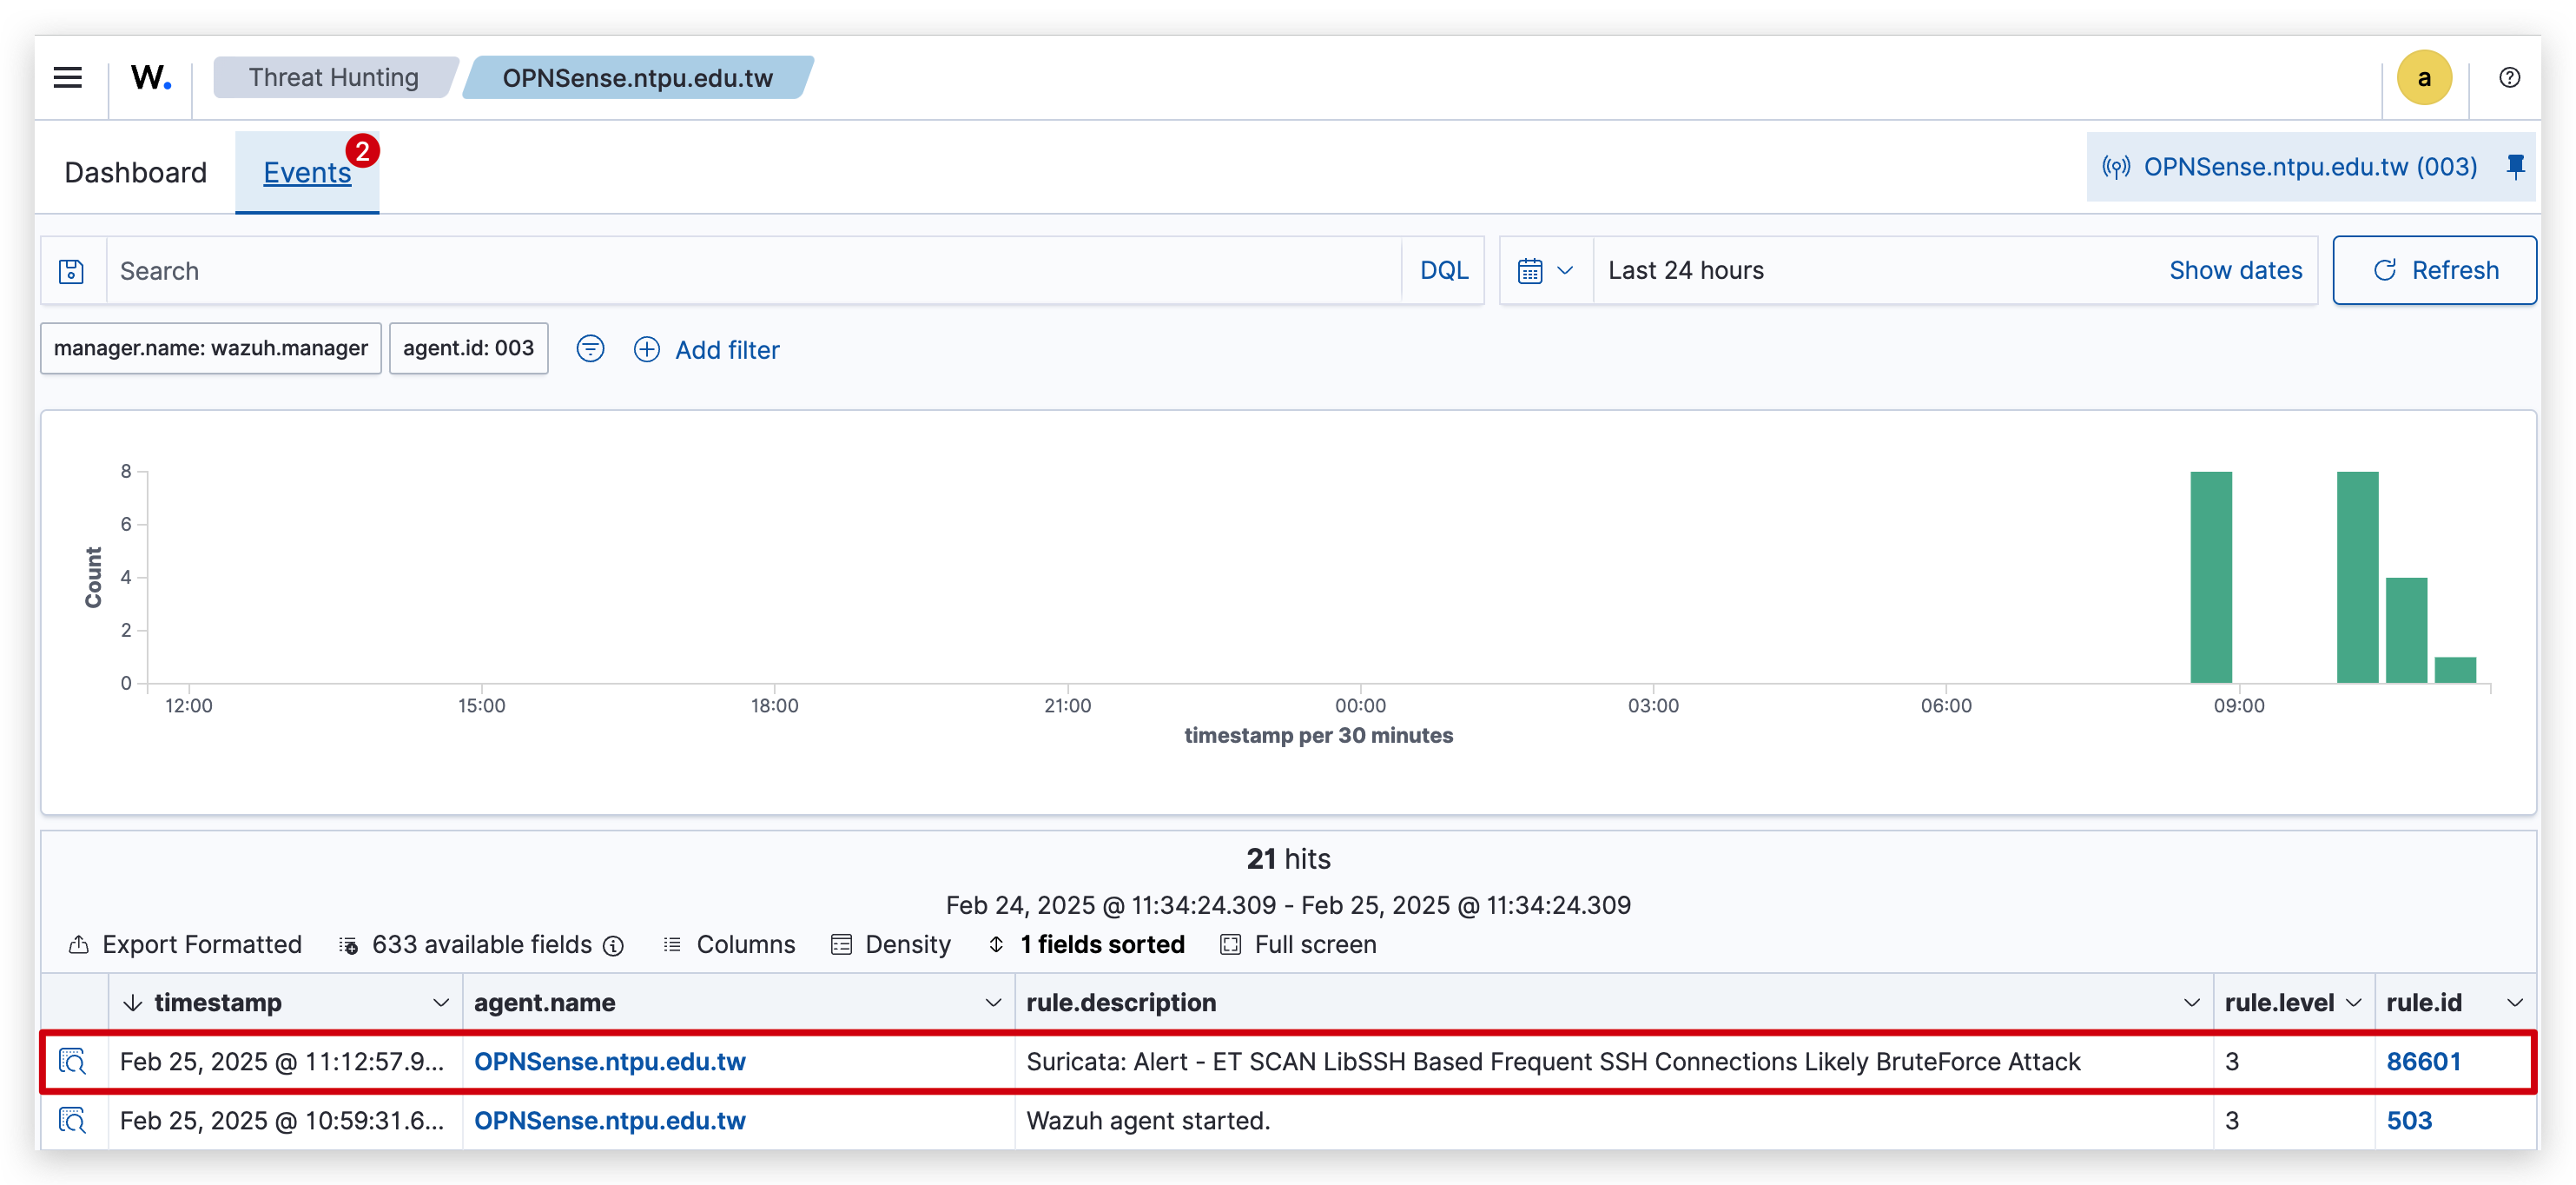 W. Threat Hunting OPNSense.ntpu.edu.tw a
Dashboard Events 2 OPNSense.ntpu.edu.tw (003)
Search DQL Last 24 hours Show dates Refresh
manager.name: wazuh.manager agent.id: 003 Add filter
8
6
4
2
0
Count
12:00 15:00 18:00 21:00 00:00 03:00 06:00 09:00
timestamp per 30 minutes
21 hits
Feb 24, 2025 @ 11:34:24.309 - Feb 25, 2025 @ 11:34:24.309
Export Formatted 633 available fields Columns Density 1 fields sorted Full screen
timestamp agent.name rule.description rule.level rule.id
Feb 25, 2025 @ 11:12:57.9... OPNSense.ntpu.edu.tw Suricata: Alert - ET SCAN LibSSH Based Frequent SSH Connections Likely BruteForce Attack 3 86601
Feb 25, 2025 @ 10:59:31.6... OPNSense.ntpu.edu.tw Wazuh agent started. 3 503